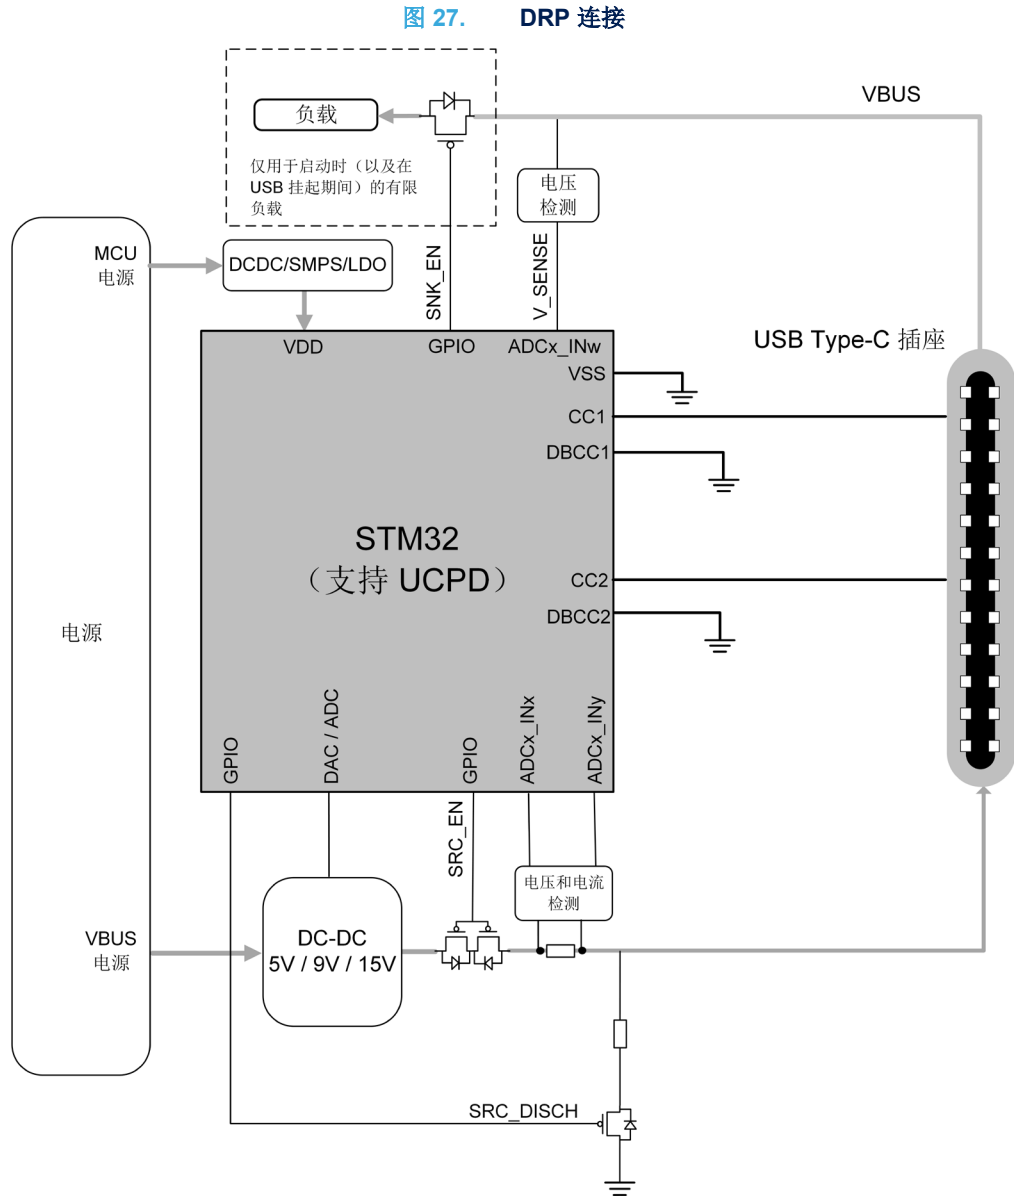 图 27. DRP 连接
VBUS
负载
仅用于启动时（以及在
USB 挂起期间）的有限
负载
电压
检测
MCU
电源
DCDC/SMPS/LDO
SNK_EN
V_SENSE
USB Type-C 插座
VDD
GPIO
ADCx_INw
VSS
CC1
DBCC1
STM32
（支持 UCPD）
CC2
DBCC2
电源
GPIO
DAC / ADC
GPIO
ADCx_INx
ADCx_INy
SRC_EN
电压和电流
检测
VBUS
电源
DC-DC
5V / 9V / 15V
SRC_DISCH